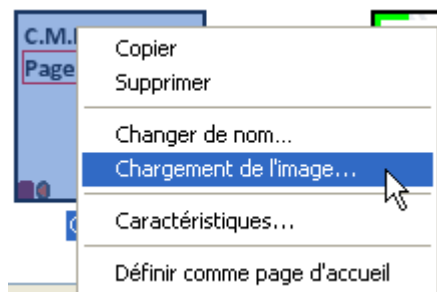 C.M.
Page
Copier
Supprimer
Changer de nom...
Chargement de l'image...
Caractéristiques...
Définir comme page d'accueil